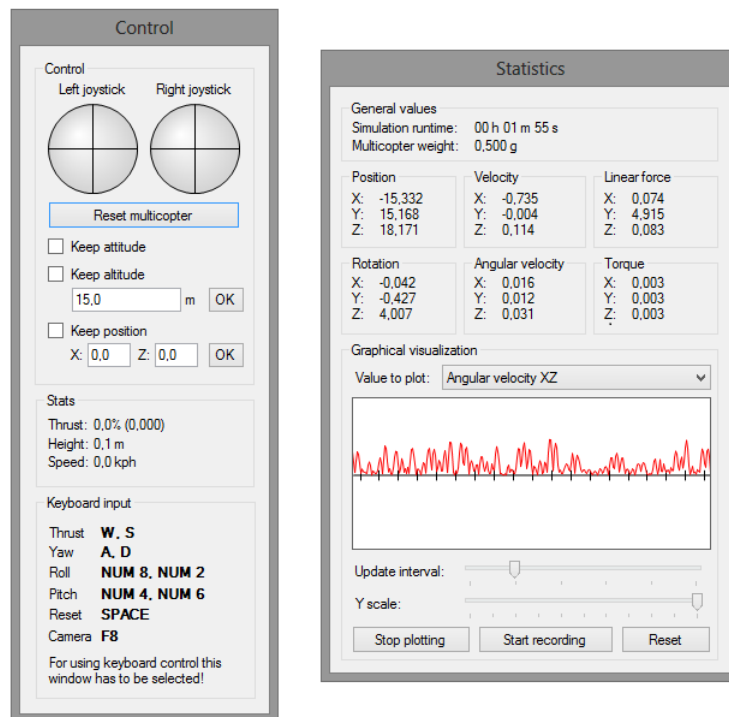 Control
Control
Left joystick Right joystick
Reset multicopter
Keep attitude
Keep altitude
15,0 m OK
Keep position
X: 0,0 Z: 0,0 OK
Stats
Thrust: 0,0% (0,000)
Height: 0,1 m
Speed: 0,0 kph
Keyboard input
Thrust W, S
Yaw A, D
Roll NUM 8, NUM 2
Pitch NUM 4, NUM 6
Reset SPACE
Camera F8
For using keyboard control this
window has to be selected!
Statistics
General values
Simulation runtime: 00 h 01 m 55 s
Multicopter weight: 0,500 g
Position Velocity Linear force
X: -15,332 X: -0,735 X: 0,074
Y: 15,168 Y: -0,004 Y: 4,915
Z: 18,171 Z: 0,114 Z: 0,083
Rotation Angular velocity Torque
X: -0,042 X: 0,016 X: 0,003
Y: -0,427 Y: 0,012 Y: 0,003
Z: 4,007 Z: 0,031 Z: 0,003
Graphical visualization
Value to plot: Angular velocity XZ
Update interval:
Y scale:
Stop plotting Start recording Reset